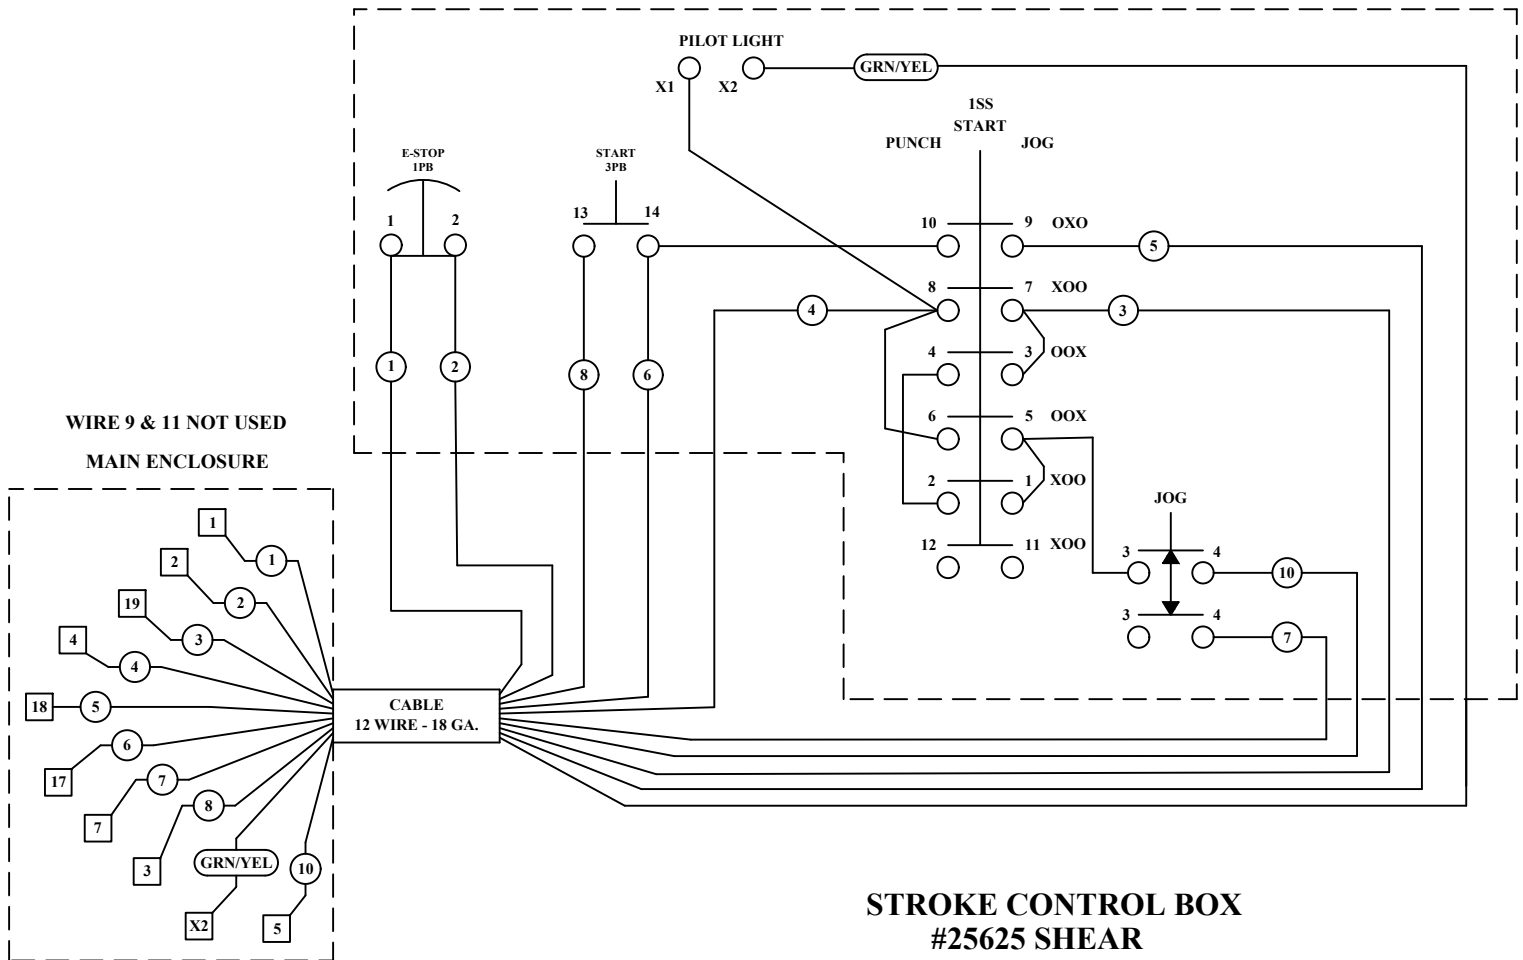 PILOT LIGHT
X1
X2
GRN/YEL
1SS
START
PUNCH
JOG
E-STOP
1PB
1
2
START
3PB
13
14
10
9
OXO
5
8
7
XOO
4
3
4
3
OOX
1
2
8
6
6
5
OOX
2
1
XOO
12
11
XOO
JOG
3
4
10
3
4
7
WIRE 9 & 11 NOT USED
MAIN ENCLOSURE
1
1
2
2
19
3
4
4
18
5
17
6
7
7
3
8
GRN/YEL
X2
10
5
CABLE
12 WIRE - 18 GA.
STROKE CONTROL BOX
#25625 SHEAR